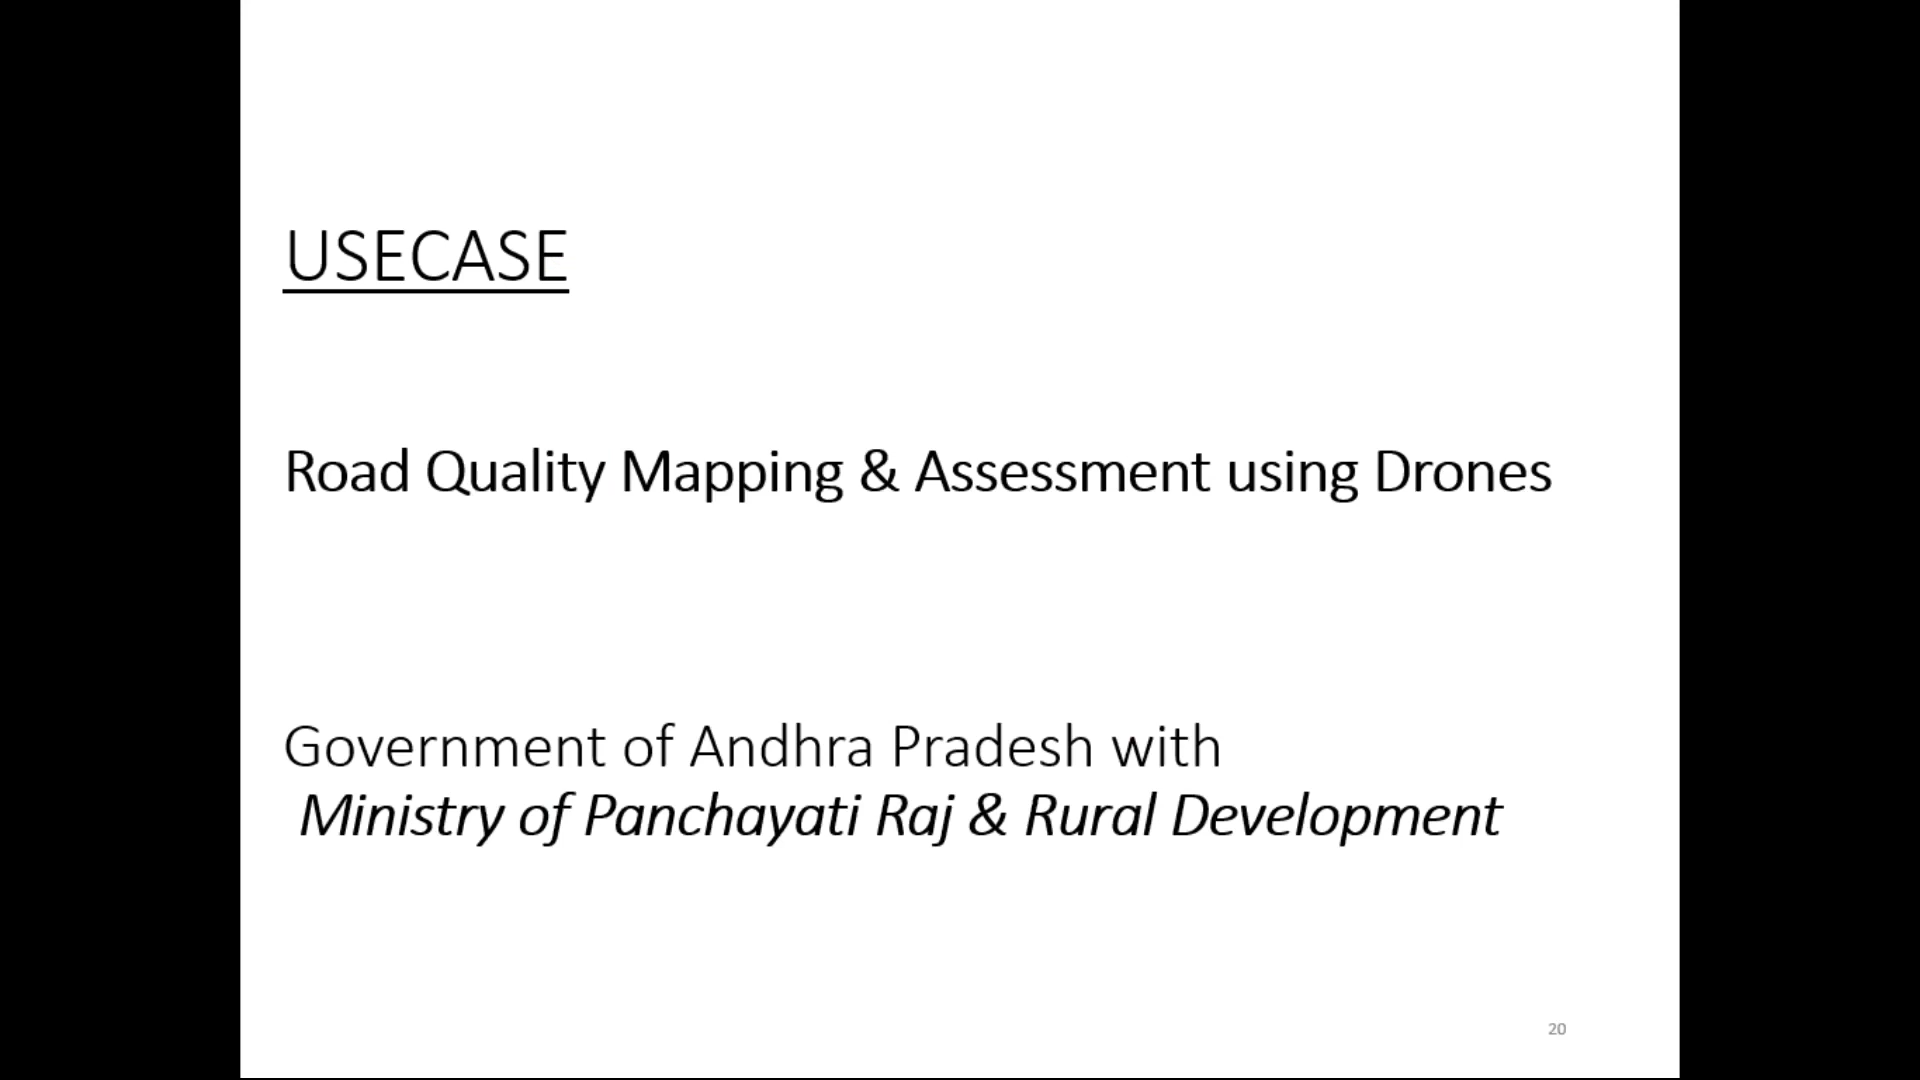 USECASE
Road Quality Mapping & Assessment using Drones
Government of Andhra Pradesh with
Ministry of Panchayati Raj & Rural Development
20